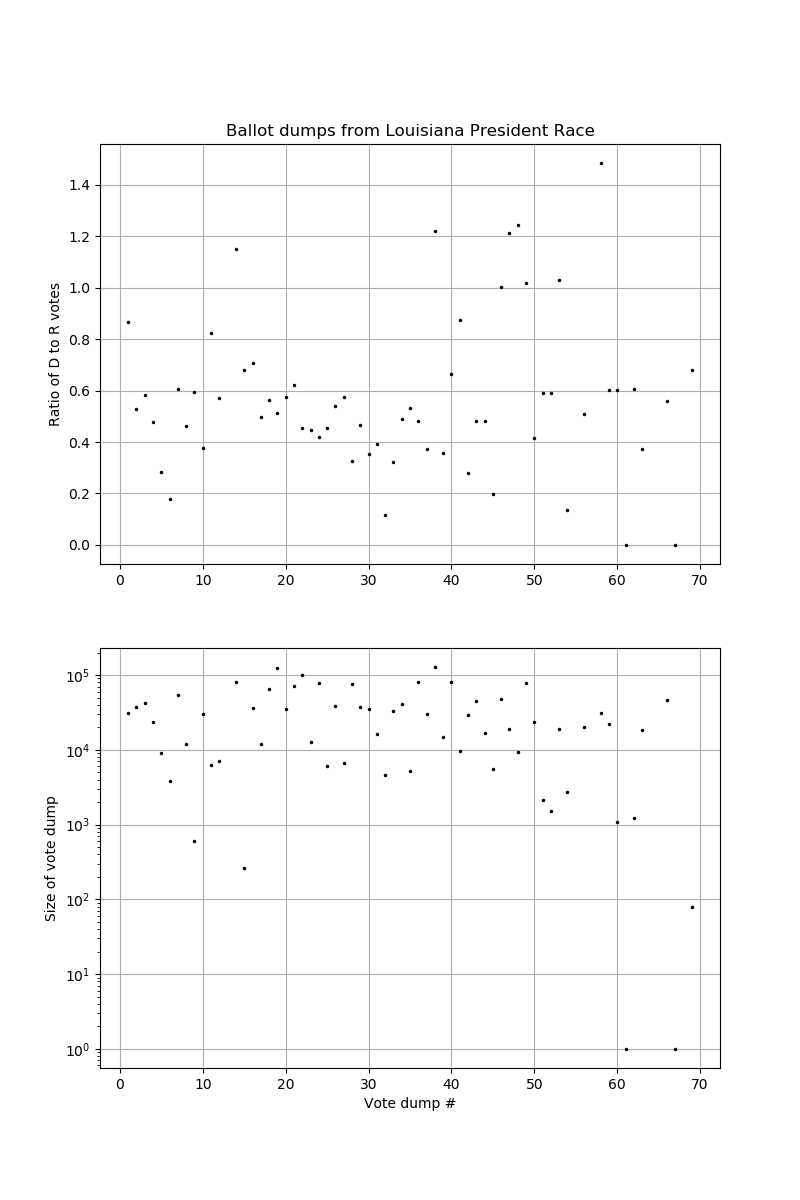 Ballot dumps from Louisiana President Race
Ratio of D to R votes
1.4
1.2
1.0
0.8
0.6
0.4
0.2
0.0
0 10 20 30 40 50 60 70
Size of vote dump
10⁵
10⁴
10³
10²
10¹
10⁰
0 10 20 30 40 50 60 70
Vote dump #